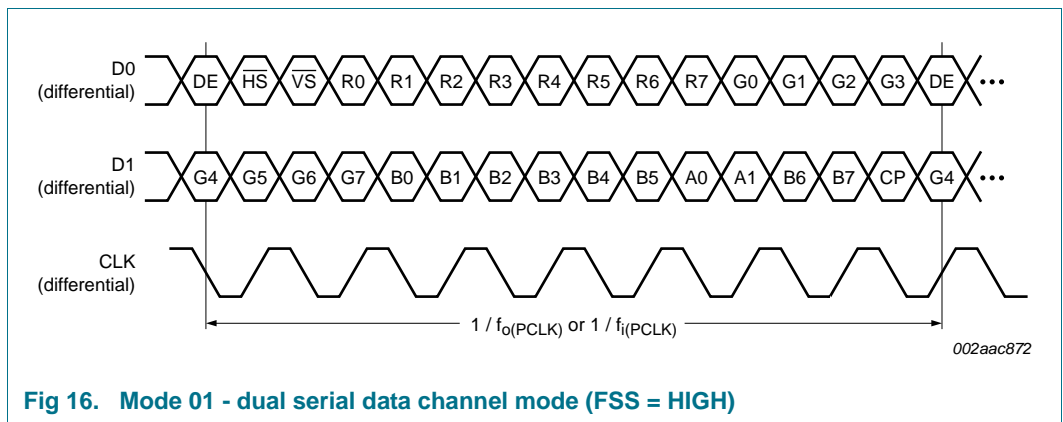 D0
(differential)
DE H̅S̅ V̅S̅ R0 R1 R2 R3 R4 R5 R6 R7 G0 G1 G2 G3 DE •••
D1
(differential)
G4 G5 G6 G7 B0 B1 B2 B3 B4 B5 A0 A1 B6 B7 CP G4 •••
CLK
(differential)
1 / fo(PCLK) or 1 / fi(PCLK)
002aac872
Fig 16. Mode 01 - dual serial data channel mode (FSS = HIGH)